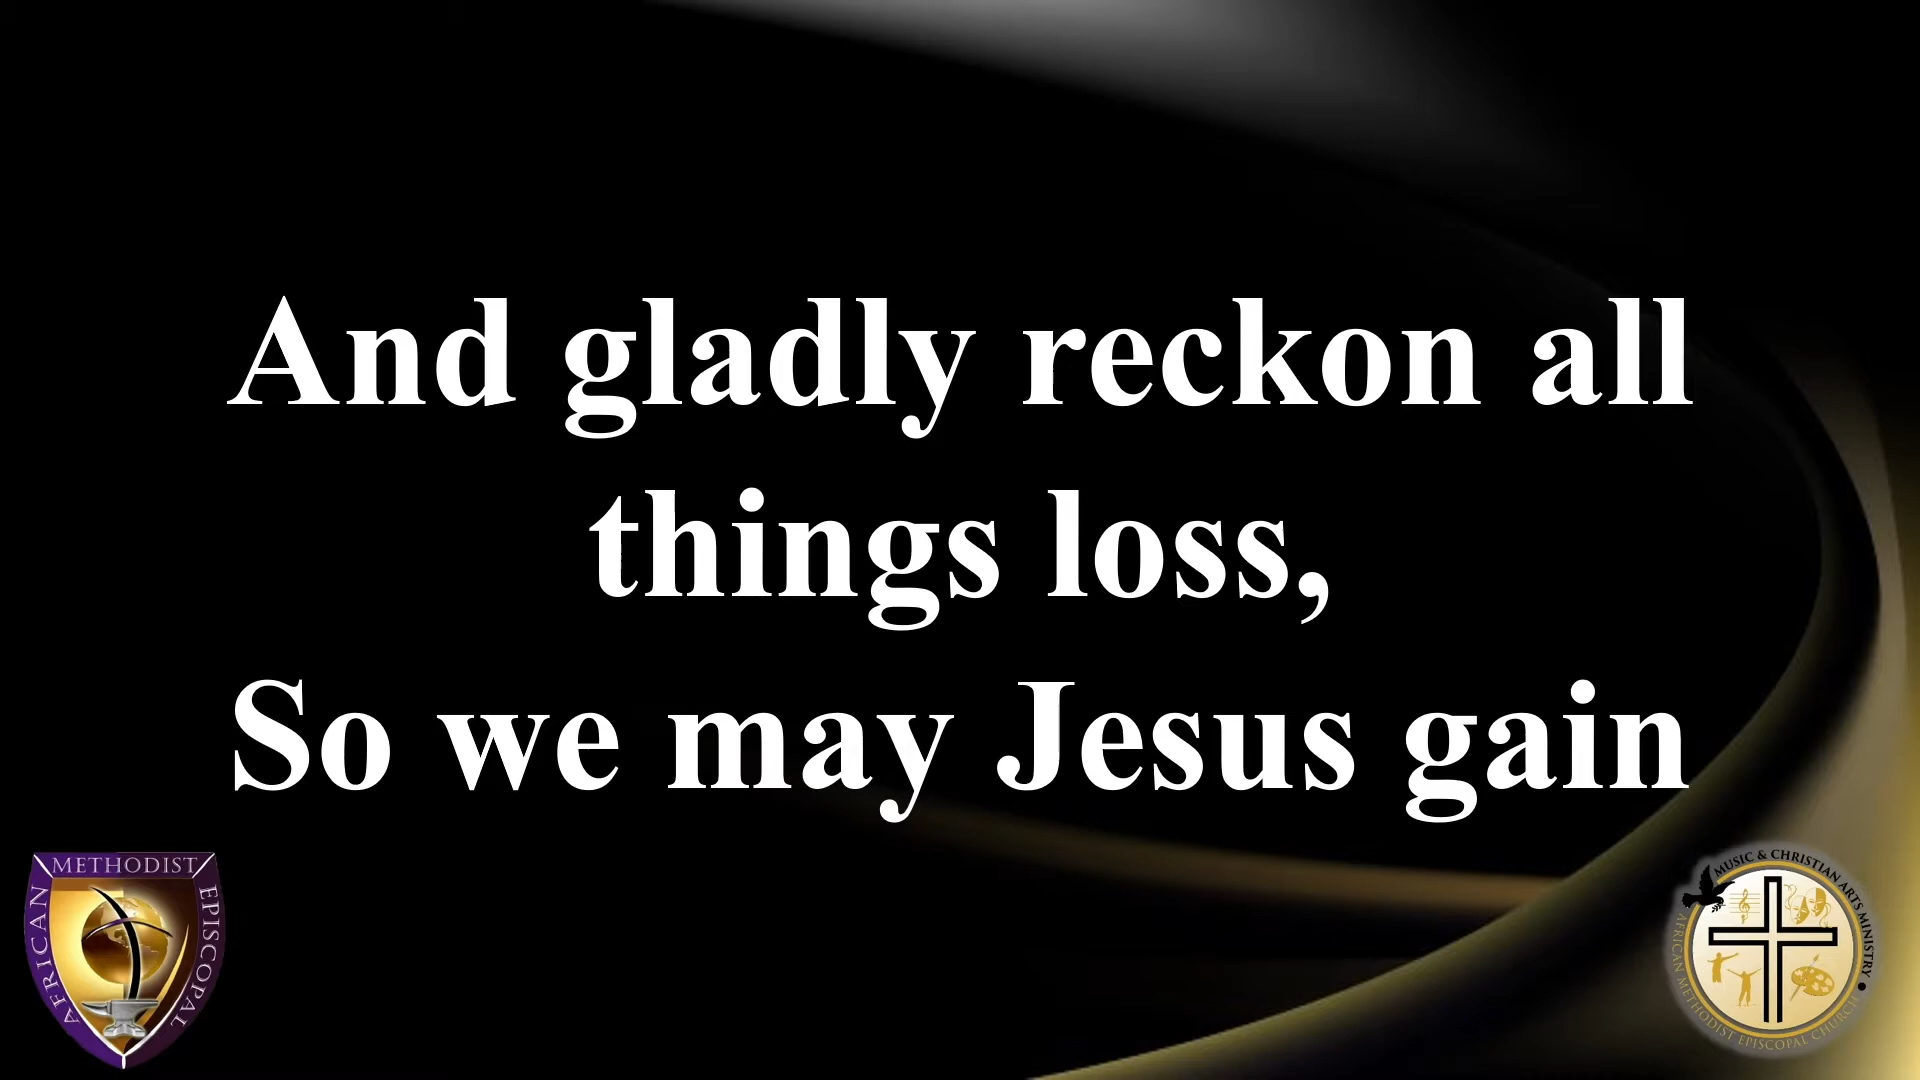 And gladly reckon all
things loss,
So we may Jesus gain
AFRICAN METHODIST EPISCOPAL
MUSIC & CHRISTIAN ARTS MINISTRY •
AFRICAN METHODIST EPISCOPAL CHURCH